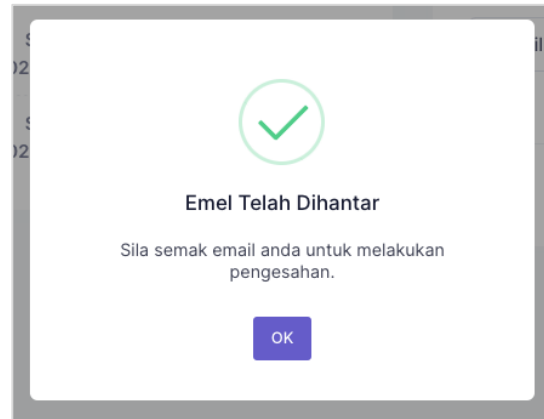 Emel Telah Dihantar
Sila semak email anda untuk melakukan
pengesahan.
OK